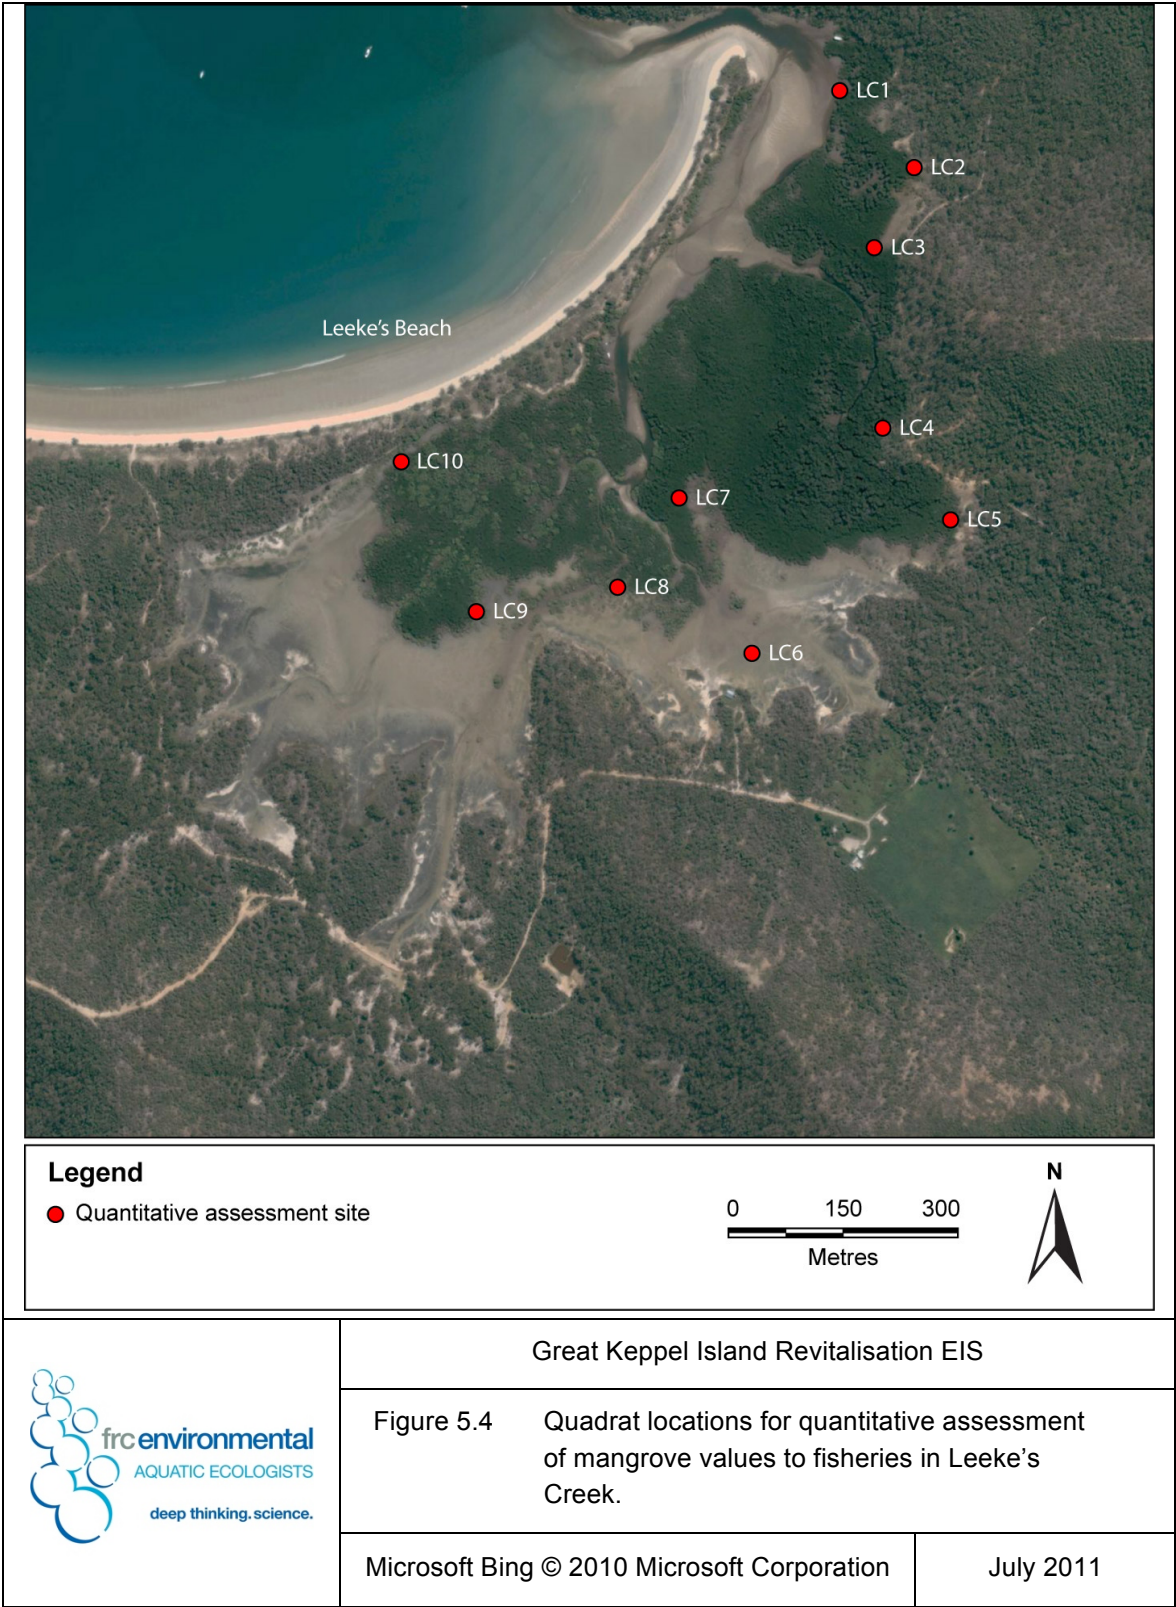 LC1
LC2
LC3
Leeke's Beach
LC4
LC10
LC7
LC5
LC8
LC9
LC6
Legend
Quantitative assessment site
0 150 300
Metres
N
Great Keppel Island Revitalisation EIS
frc environmental
AQUATIC ECOLOGISTS
deep thinking. science.
Figure 5.4 Quadrat locations for quantitative assessment
of mangrove values to fisheries in Leeke's
Creek.
Microsoft Bing © 2010 Microsoft Corporation
July 2011